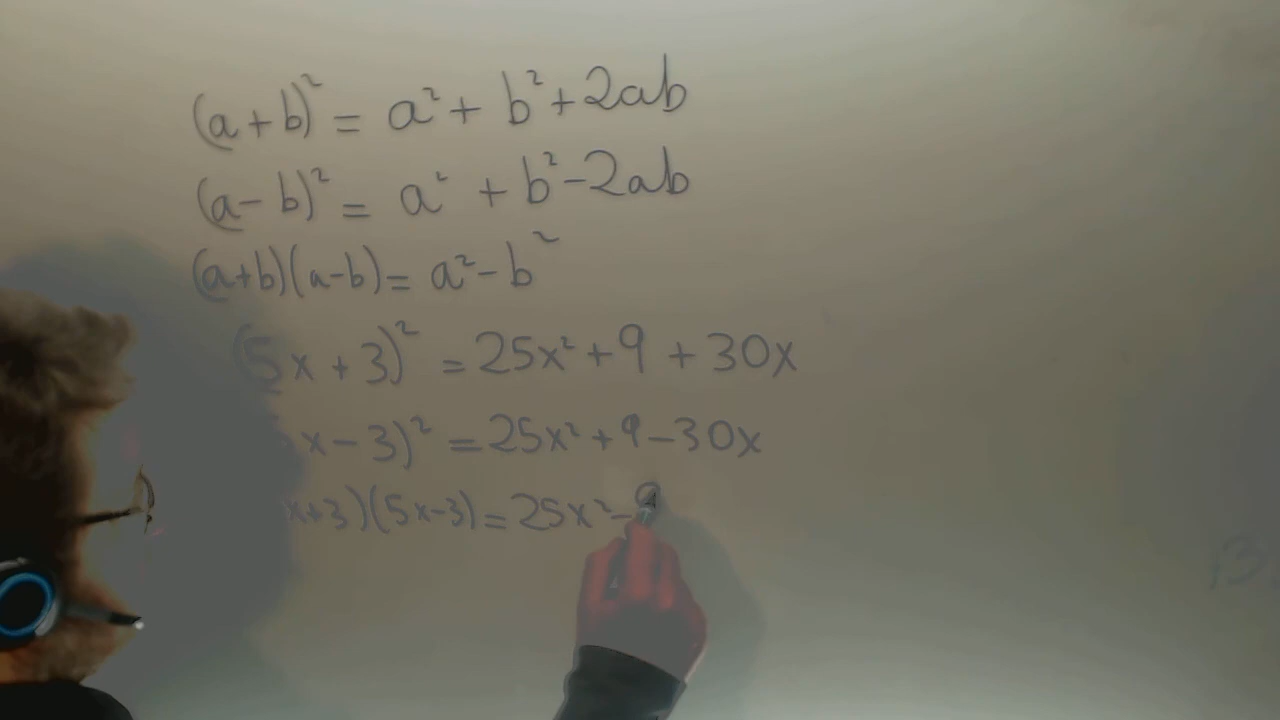 (a+b)² = a² + b² + 2ab
(a-b)² = a² + b² - 2ab
(a+b)(a-b) = a² - b²
(5x + 3)² = 25x² + 9 + 30x
x - 3)² = 25x² + 9 - 30x
x+3)(5x-3) = 25x² - 9